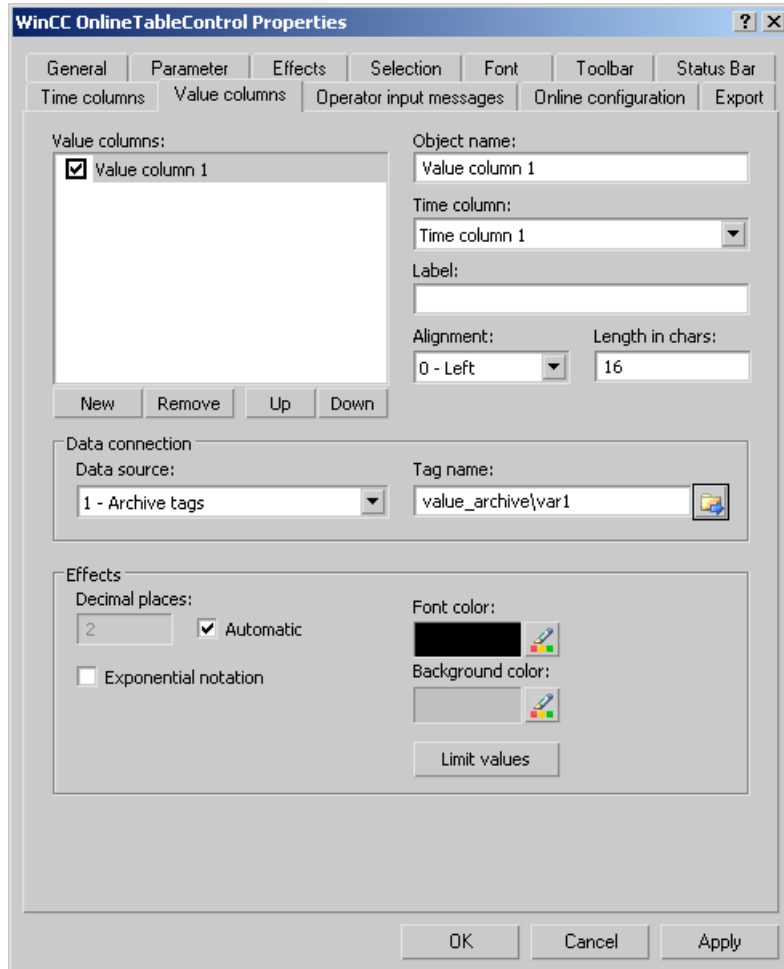 WinCC OnlineTableControl Properties
General Parameter Effects Selection Font Toolbar Status Bar
Time columns Value columns Operator input messages Online configuration Export
Value columns:
Value column 1
New Remove Up Down
Object name:
Value column 1
Time column:
Time column 1
Label:
Alignment: Length in chars:
0 - Left 16
Data connection
Data source: Tag name:
1 - Archive tags value_archive\var1
Effects
Decimal places:
2 Automatic
Exponential notation
Font color:
Background color:
Limit values
OK Cancel Apply